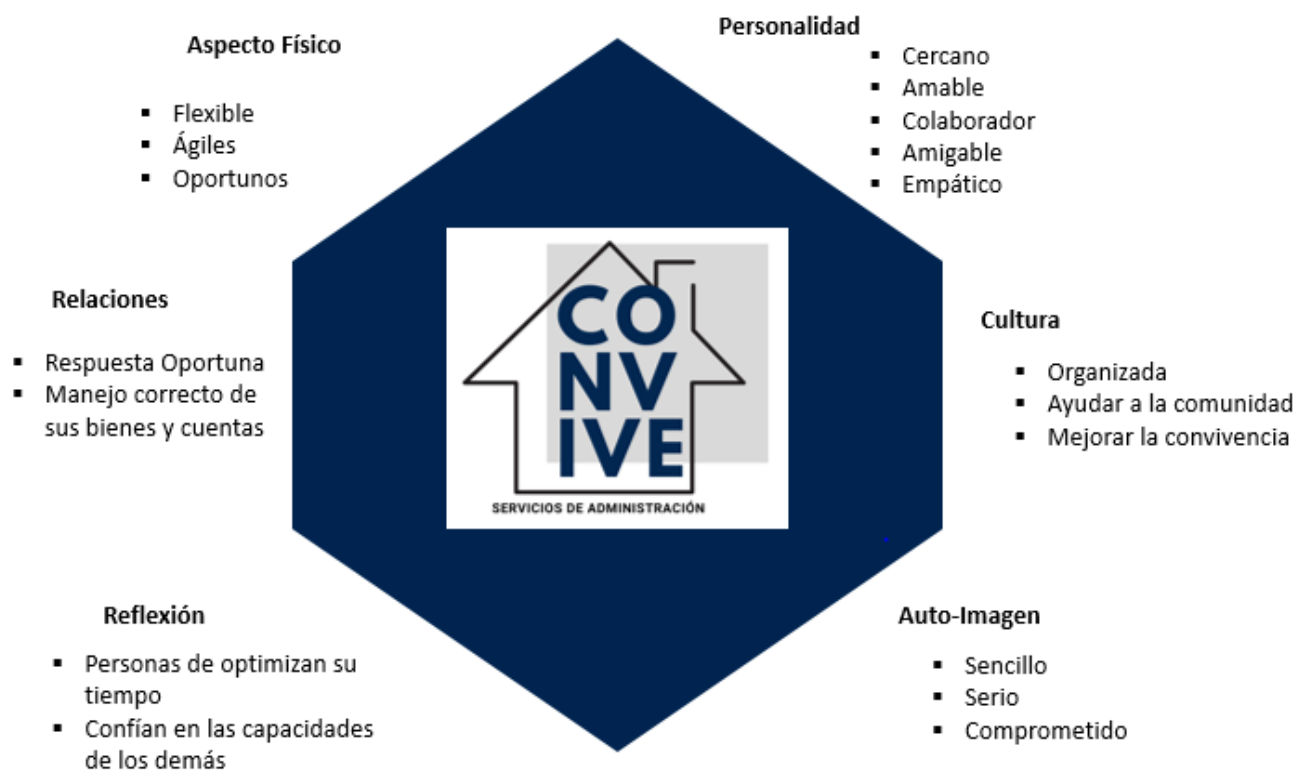 Aspecto Físico
▪ Flexible
▪ Ágiles
▪ Oportunos
Personalidad
▪ Cercano
▪ Amable
▪ Colaborador
▪ Amigable
▪ Empático
Relaciones
▪ Respuesta Oportuna
▪ Manejo correcto de
sus bienes y cuentas
CO
NV
IVE
SERVICIOS DE ADMINISTRACIÓN
Cultura
▪ Organizada
▪ Ayudar a la comunidad
▪ Mejorar la convivencia
Reflexión
▪ Personas de optimizan su
tiempo
▪ Confían en las capacidades
de los demás
Auto-Imagen
▪ Sencillo
▪ Serio
▪ Comprometido